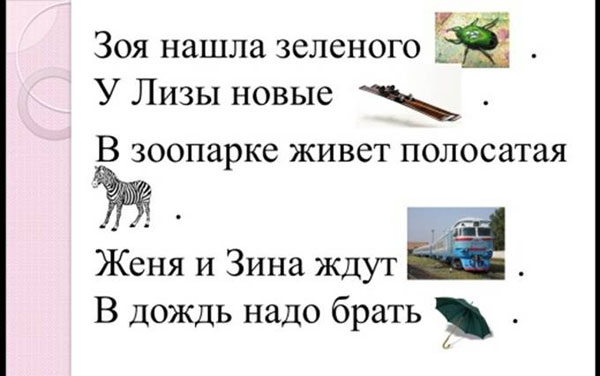 Зоя нашла зеленого .
У Лизы новые .
В зоопарке живет полосатая
.
Женя и Зина ждут .
В дождь надо брать .